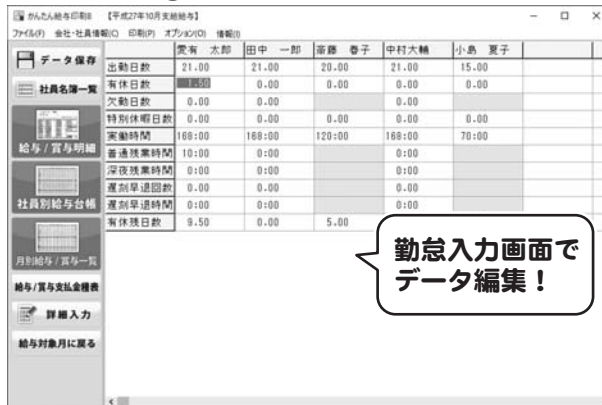 かんたん給与印刷8 【平成27年10月支給給与】
ファイル(F) 会社・社員情報(C) 印刷(P) オプション(O) 情報(I)
データ保存
社員名簿一覧
給与/賞与明細
社員別給与台帳
月別給与/賞与一覧
給与/賞与支払金種表
詳細入力
給与対象月に戻る
愛有 太郎 田中 一郎 斎藤 春子 中村大輔 小島 夏子
出勤日数 21.00 21.00 20.00 21.00 15.00
有休日数 1.50 0.00 0.00 0.00 0.00
欠勤日数 0.00 0.00 0.00
特別休暇日数 0.00 0.00 0.00 0.00 0.00
実働時間 168:00 168:00 120:00 168:00 70:00
普通残業時間 10:00 0:00 0:00
深夜残業時間 0:00 0:00 0:00
遅刻早退回数 0.00 0.00 0.00
遅刻早退時間 0:00 0:00 0:00
有休残日数 9.50 0.00 5.00
勤怠入力画面で
データ編集！